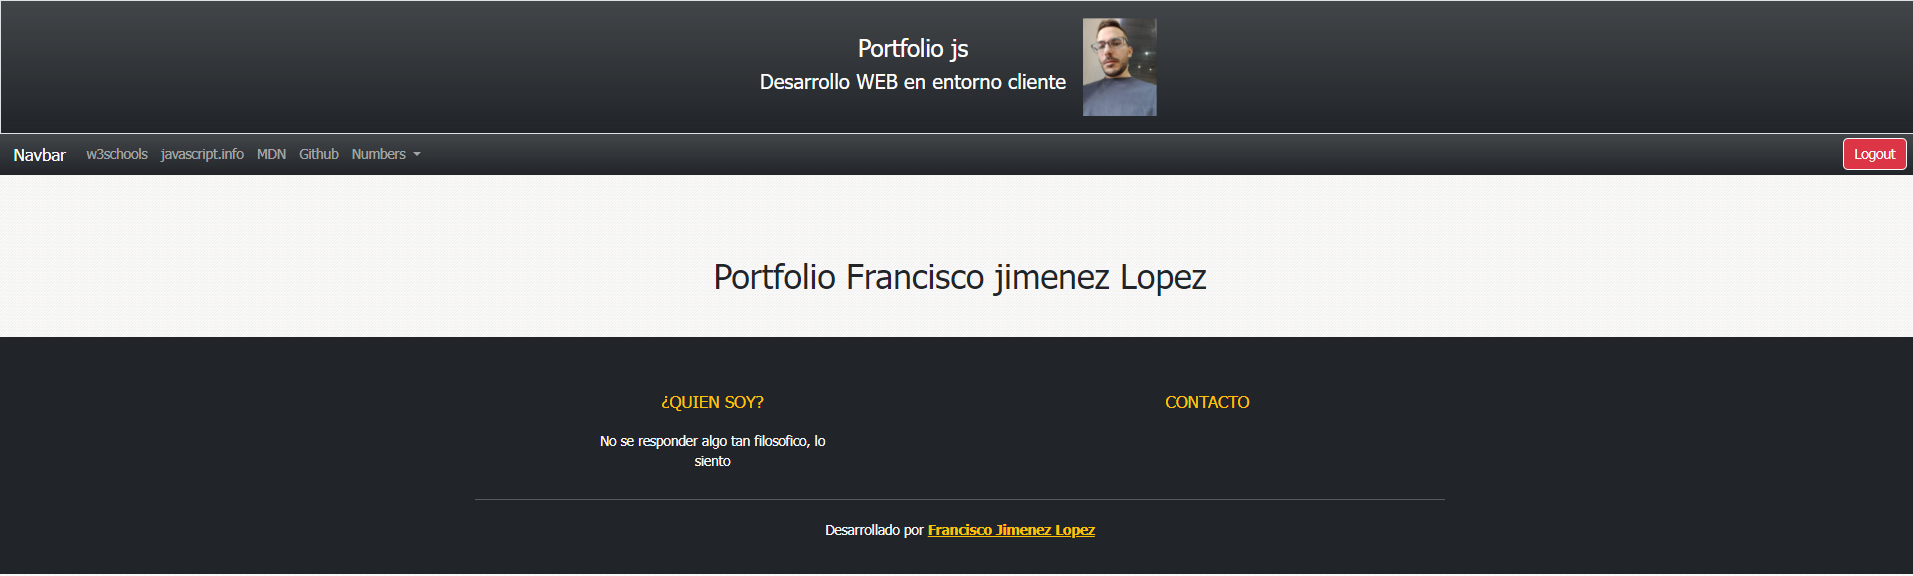 Portfolio js
Desarrollo WEB en entorno cliente
Navbar w3schools javascript.info MDN Github Numbers Logout
Portfolio Francisco jimenez Lopez
¿QUIEN SOY?
No se responder algo tan filosofico, lo
siento
CONTACTO
Desarrollado por Francisco Jimenez Lopez